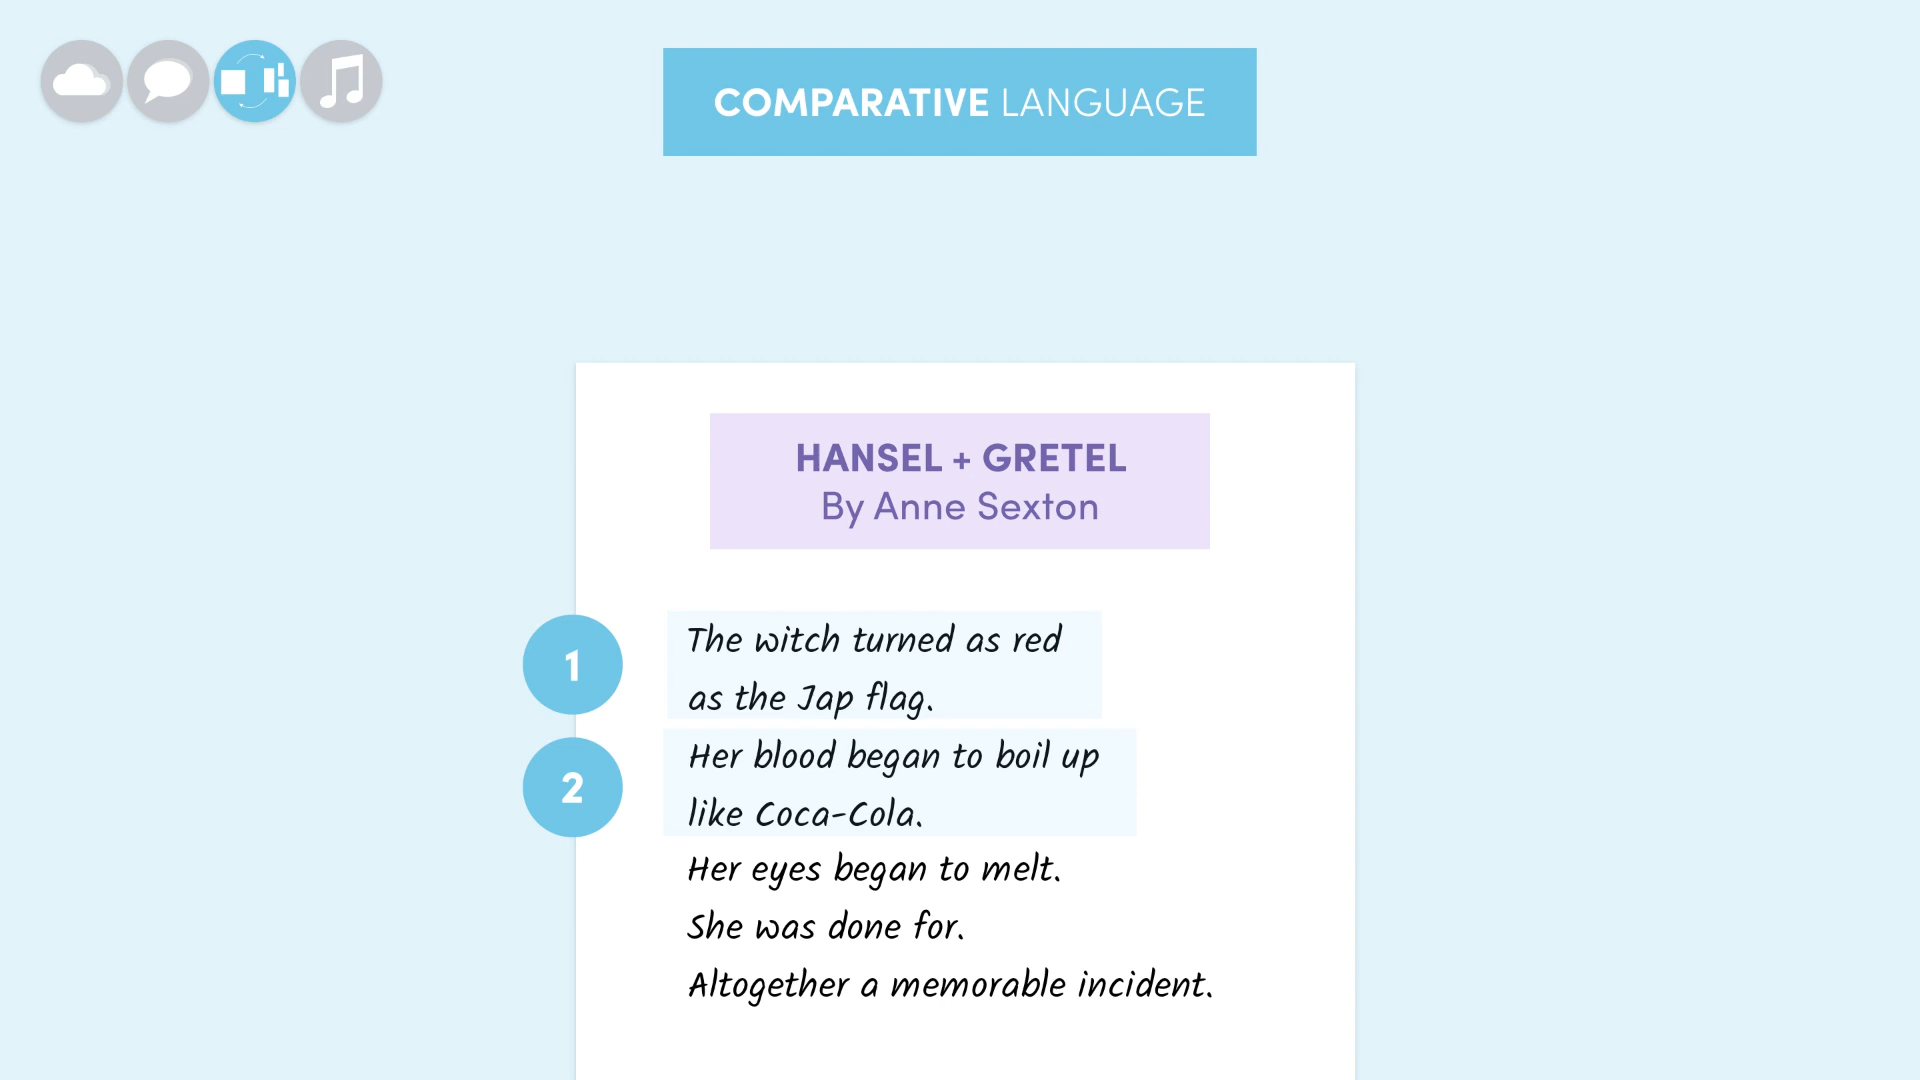 COMPARATIVE LANGUAGE
HANSEL + GRETEL
By Anne Sexton
1
The witch turned as red
as the Jap flag.
2
Her blood began to boil up
like Coca-Cola.
Her eyes began to melt.
She was done for.
Altogether a memorable incident.